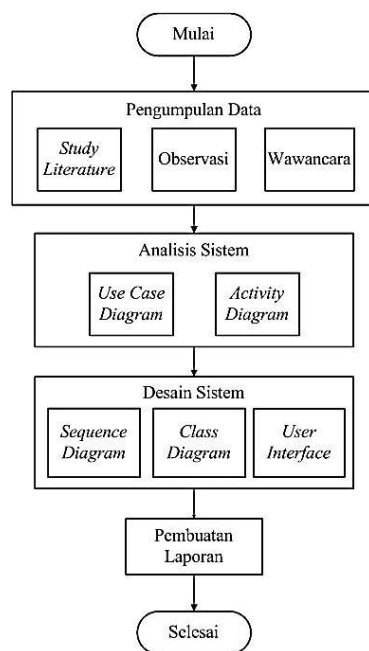 Mulai
Pengumpulan Data
Study
Literature
Observasi
Wawancara
Analisis Sistem
Use Case
Diagram
Activity
Diagram
Desain Sistem
Sequence
Diagram
Class
Diagram
User
Interface
Pembuatan
Laporan
Selesai